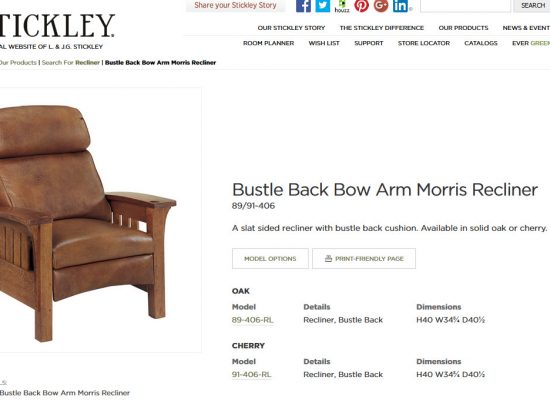 Share your Stickley Story
houzz
SEARCH
TICKLEY.
AL WEBSITE OF L. & J.G. STICKLEY
OUR STICKLEY STORY THE STICKLEY DIFFERENCE OUR PRODUCTS NEWS & EVENT
ROOM PLANNER WISH LIST SUPPORT STORE LOCATOR CATALOGS EVER GREEN
Our Products | Search For Recliner | Bustle Back Bow Arm Morris Recliner
Bustle Back Bow Arm Morris Recliner
89/91-406
A slat sided recliner with bustle back cushion. Available in solid oak or cherry.
MODEL OPTIONS PRINT-FRIENDLY PAGE
OAK
Model Details Dimensions
89-406-RL Recliner, Bustle Back H40 W34¾ D40½
CHERRY
Model Details Dimensions
91-406-RL Recliner, Bustle Back H40 W34¾ D40½
LS:
Bustle Back Bow Arm Morris Recliner